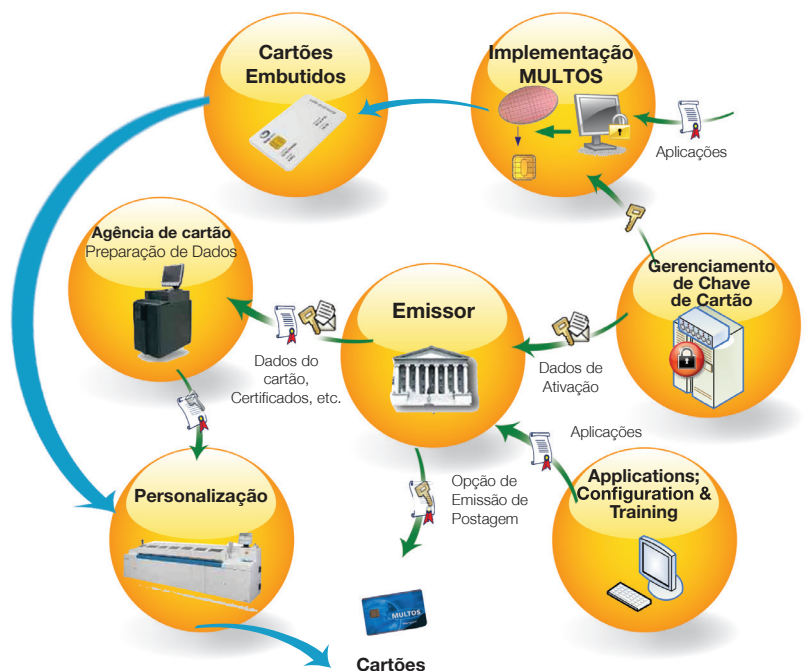 Cartões
Embutidos
Implementação
MULTOS
Aplicações
Agência de cartão
Preparação de Dados
Emissor
Gerenciamento
de Chave
de Cartão
Dados do
cartão,
Certificados, etc.
Dados de
Ativação
Aplicações
Personalização
Opção de
Emissão de
Postagem
Applications;
Configuration &
Training
MULTOS
Cartões